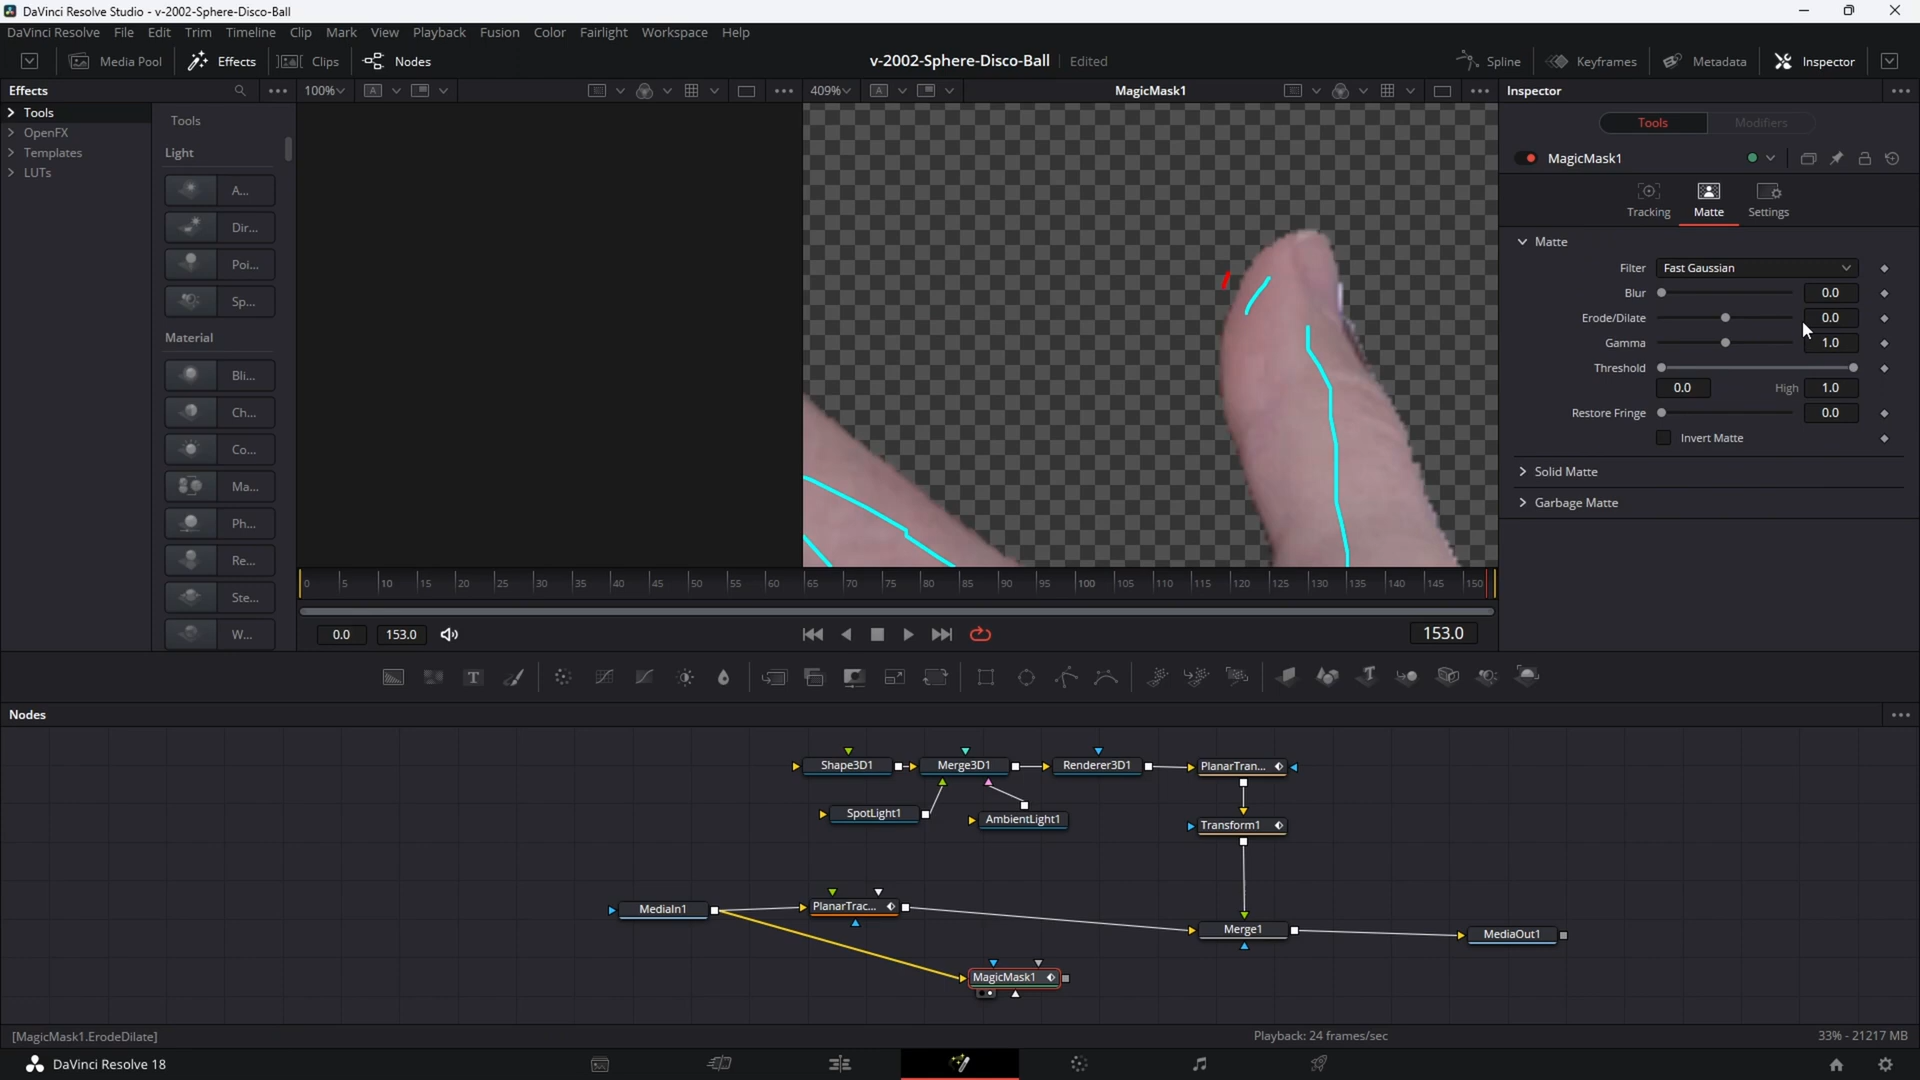 DaVinci Resolve Studio - v-2002-Sphere-Disco-Ball
DaVinci Resolve File Edit Trim Timeline Clip Mark View Playback Fusion Color Fairlight Workspace Help
Media Pool Effects Clips Nodes v-2002-Sphere-Disco-Ball Edited Spline Keyframes Metadata Inspector
Effects 100% A 409% A MagicMask1 Inspector
Tools
OpenFX
Templates
LUTs
Tools
Light
A...
Dir...
Poi...
Sp...
Material
Bli...
Ch...
Co...
Ma...
Ph...
Re...
Ste...
W...
Tools Modifiers
MagicMask1
Tracking Matte Settings
Matte
Filter Fast Gaussian
Blur 0.0
Erode/Dilate 0.0
Gamma 1.0
Threshold
0.0 High 1.0
Restore Fringe 0.0
Invert Matte
Solid Matte
Garbage Matte
0 5 10 15 20 25 30 35 40 45 50 55 60 65 70 75 80 85 90 95 100 105 110 115 120 125 130 135 140 145 150
0.0 153.0 153.0
T T
Nodes
Shape3D1 Merge3D1 Renderer3D1 PlanarTran...
SpotLight1 AmbientLight1 Transform1
MediaIn1 PlanarTrac... Merge1 MediaOut1
MagicMask1
[MagicMask1.ErodeDilate] Playback: 24 frames/sec 33% - 21217 MB
DaVinci Resolve 18